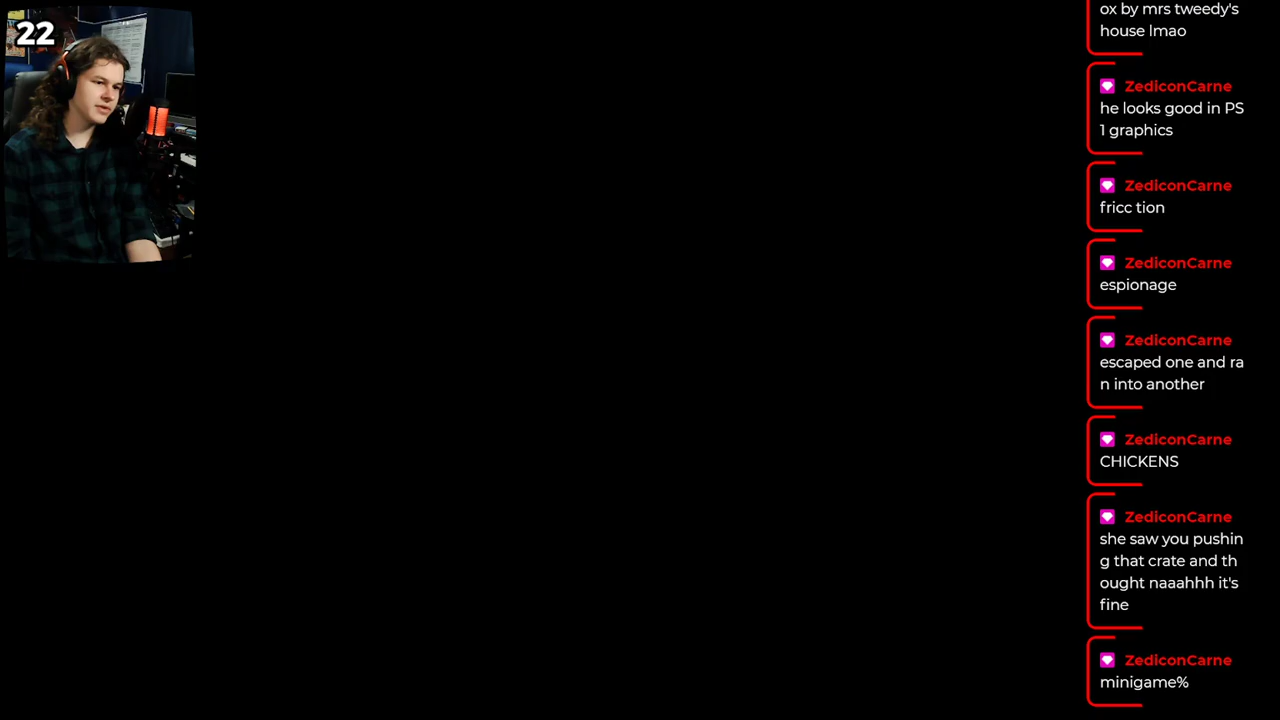 22
ox by mrs tweedy's
house lmao
ZediconCarne
he looks good in PS
1 graphics
ZediconCarne
fricc tion
ZediconCarne
espionage
ZediconCarne
escaped one and ra
n into another
ZediconCarne
CHICKENS
ZediconCarne
she saw you pushin
g that crate and th
ought naaahhh it's
fine
ZediconCarne
minigame%